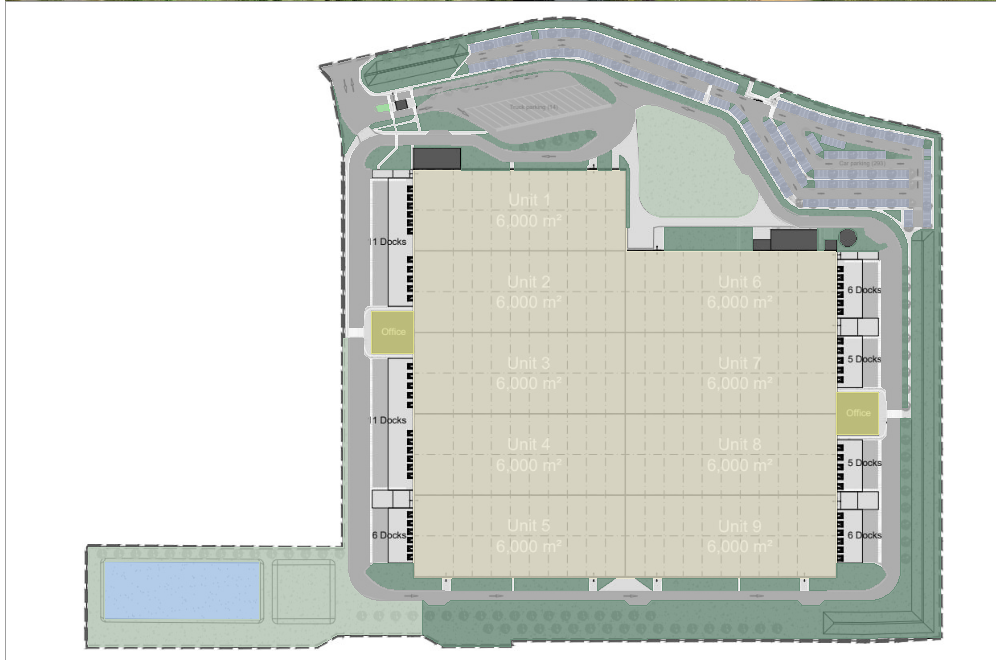 Truck parking (14)
Car parking (392)
Unit 1
6,000 m²
11 Docks
Unit 2
6,000 m²
Unit 6
6,000 m²
6 Docks
Office
Unit 3
6,000 m²
Unit 7
6,000 m²
5 Docks
Office
11 Docks
Unit 4
6,000 m²
Unit 8
6,000 m²
5 Docks
Unit 5
6,000 m²
Unit 9
6,000 m²
6 Docks
6 Docks